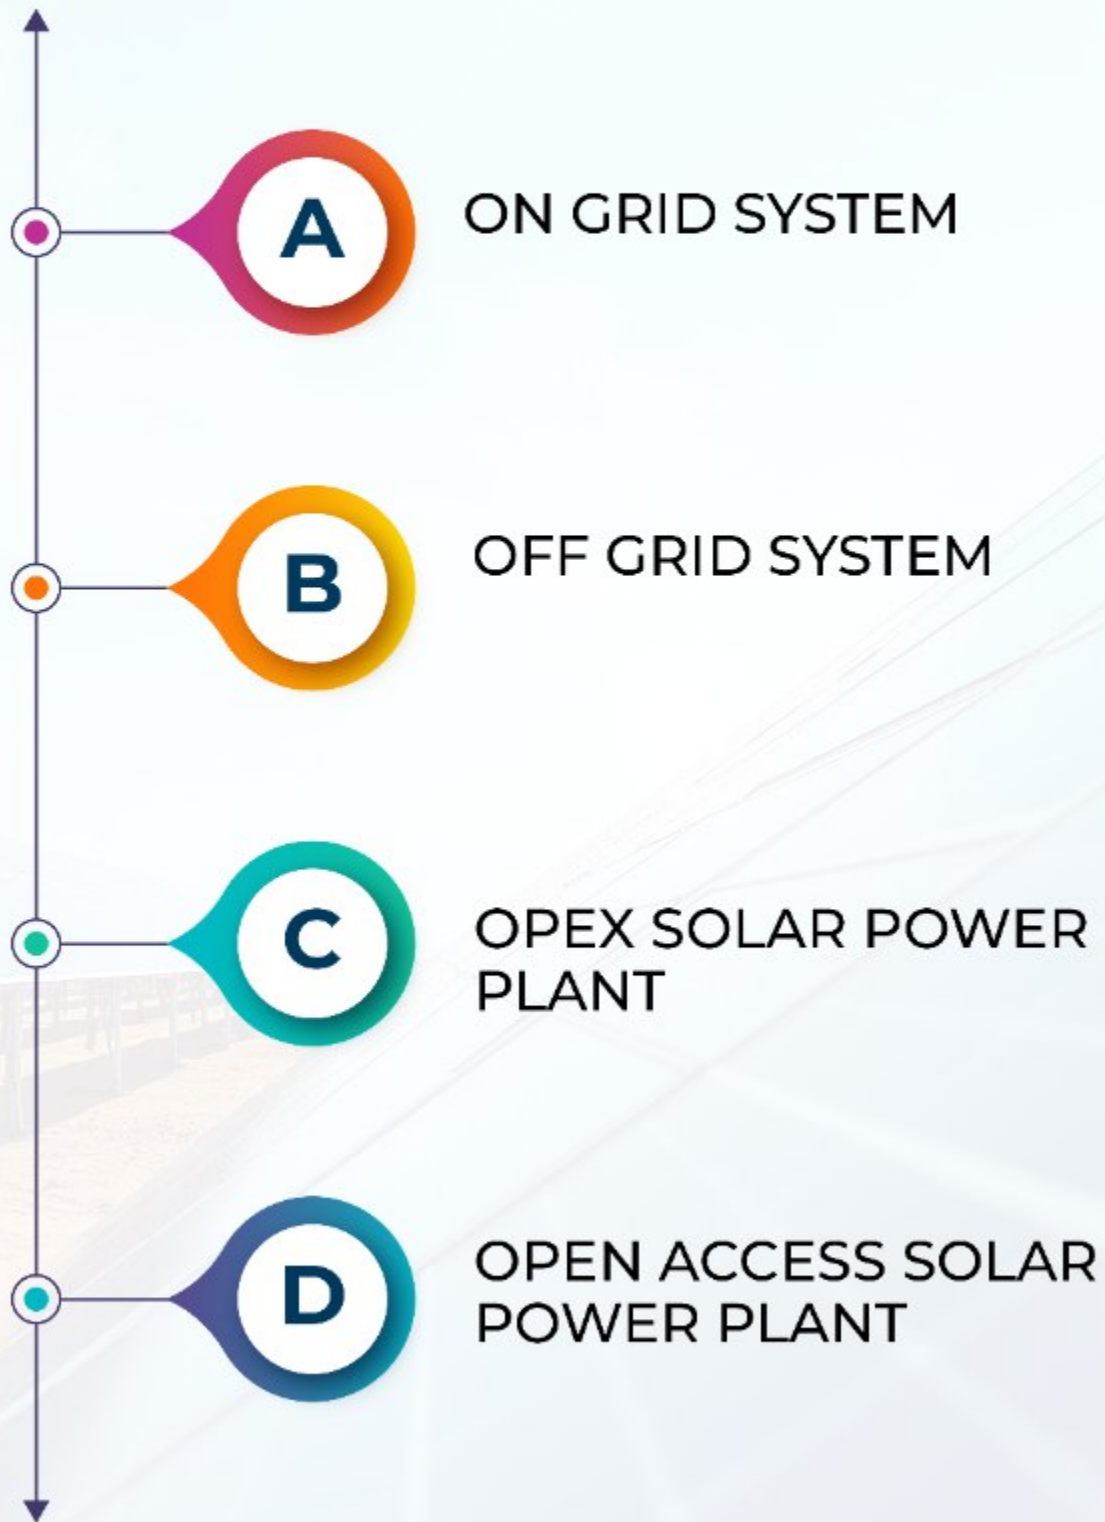 A
ON GRID SYSTEM
B
OFF GRID SYSTEM
C
OPEX SOLAR POWER
PLANT
D
OPEN ACCESS SOLAR
POWER PLANT